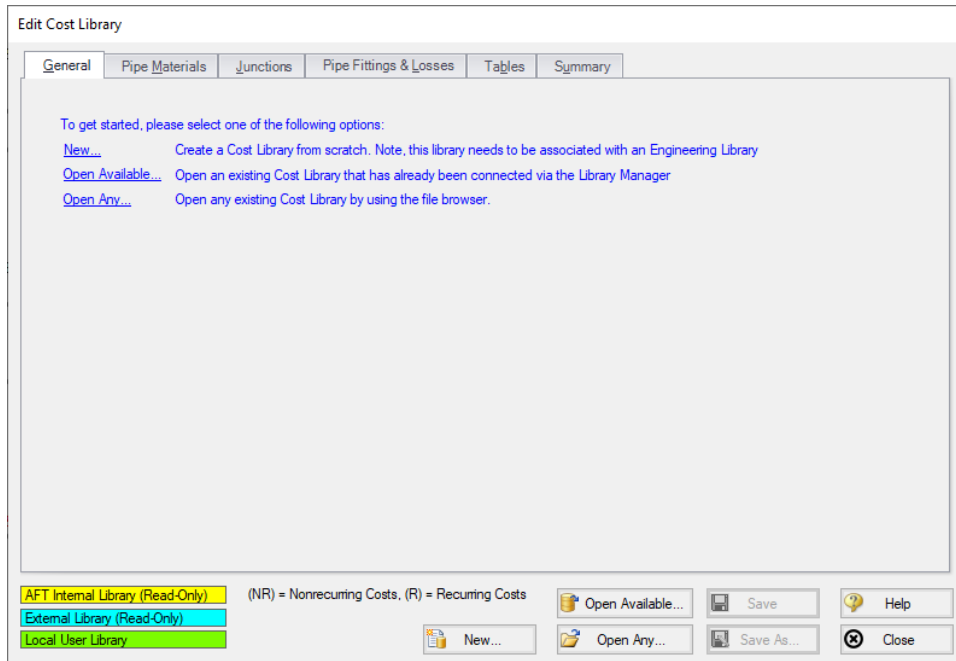 Edit Cost Library
General Pipe Materials Junctions Pipe Fittings & Losses Tables Summary
To get started, please select one of the following options:
New... Create a Cost Library from scratch. Note, this library needs to be associated with an Engineering Library
Open Available... Open an existing Cost Library that has already been connected via the Library Manager
Open Any... Open any existing Cost Library by using the file browser.
AFT Internal Library (Read-Only) (NR) = Nonrecurring Costs, (R) = Recurring Costs Open Available... Save Help
External Library (Read-Only)
Local User Library New... Open Any... Save As... Close